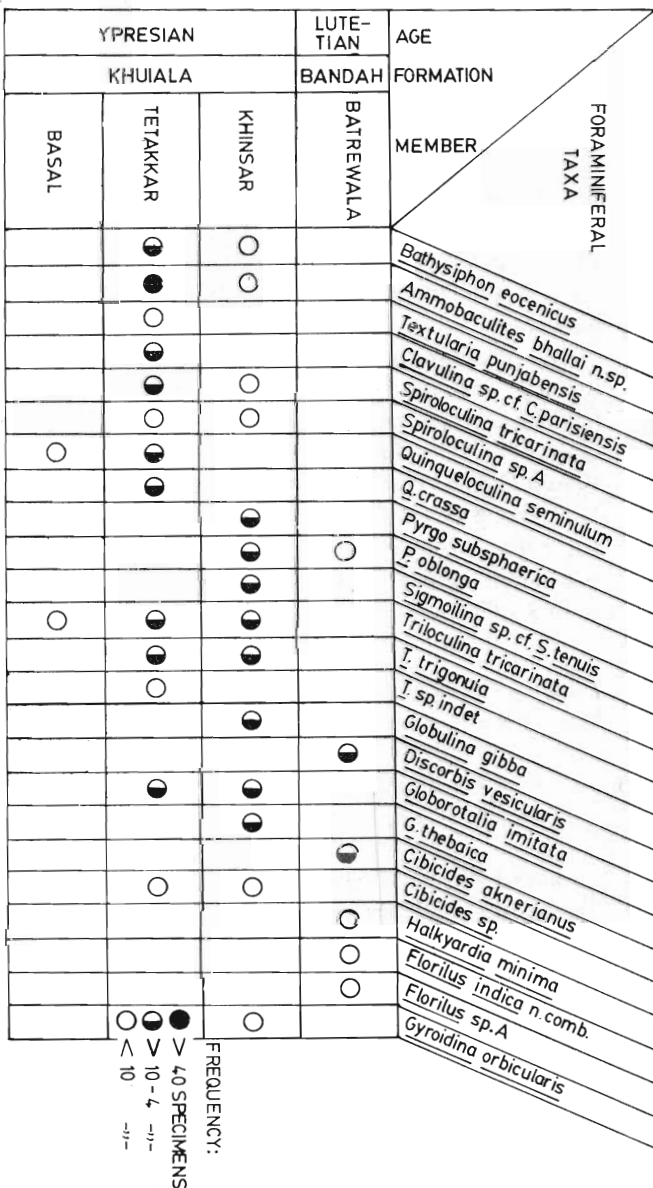 YPRESIAN
LUTE-
TIAN
AGE
KHUIALA
BANDAH
FORMATION
BASAL
TETAKKAR
KHINSAR
BATREWALA
MEMBER
FORAMINIFERAL
TAXA
Bathysiphon eocenicus
Ammobaculites bhallai n.sp.
Textularia punjabensis
Clavulina sp. cf. C. parisiensis
Spiroloculina tricarinata
Spiroloculina sp. A
Quinqueloculina seminulum
Q. crassa
Pyrgo subsphaerica
P. oblonga
Sigmoilina sp. cf. S. tenuis
Triloculina tricarinata
T. trigonula
T. sp. indet
Globulina gibba
Discorbis vesicularis
Globorotalia imitata
G. thebaica
Cibicides aknerianus
Cibicides sp.
Halkyardia minima
Florilus indica n. comb.
Florilus sp. A
Gyroidina orbicularis
FREQUENCY:
> 40 SPECIMENS
> 10-4 -,,-
< 10 -,,-